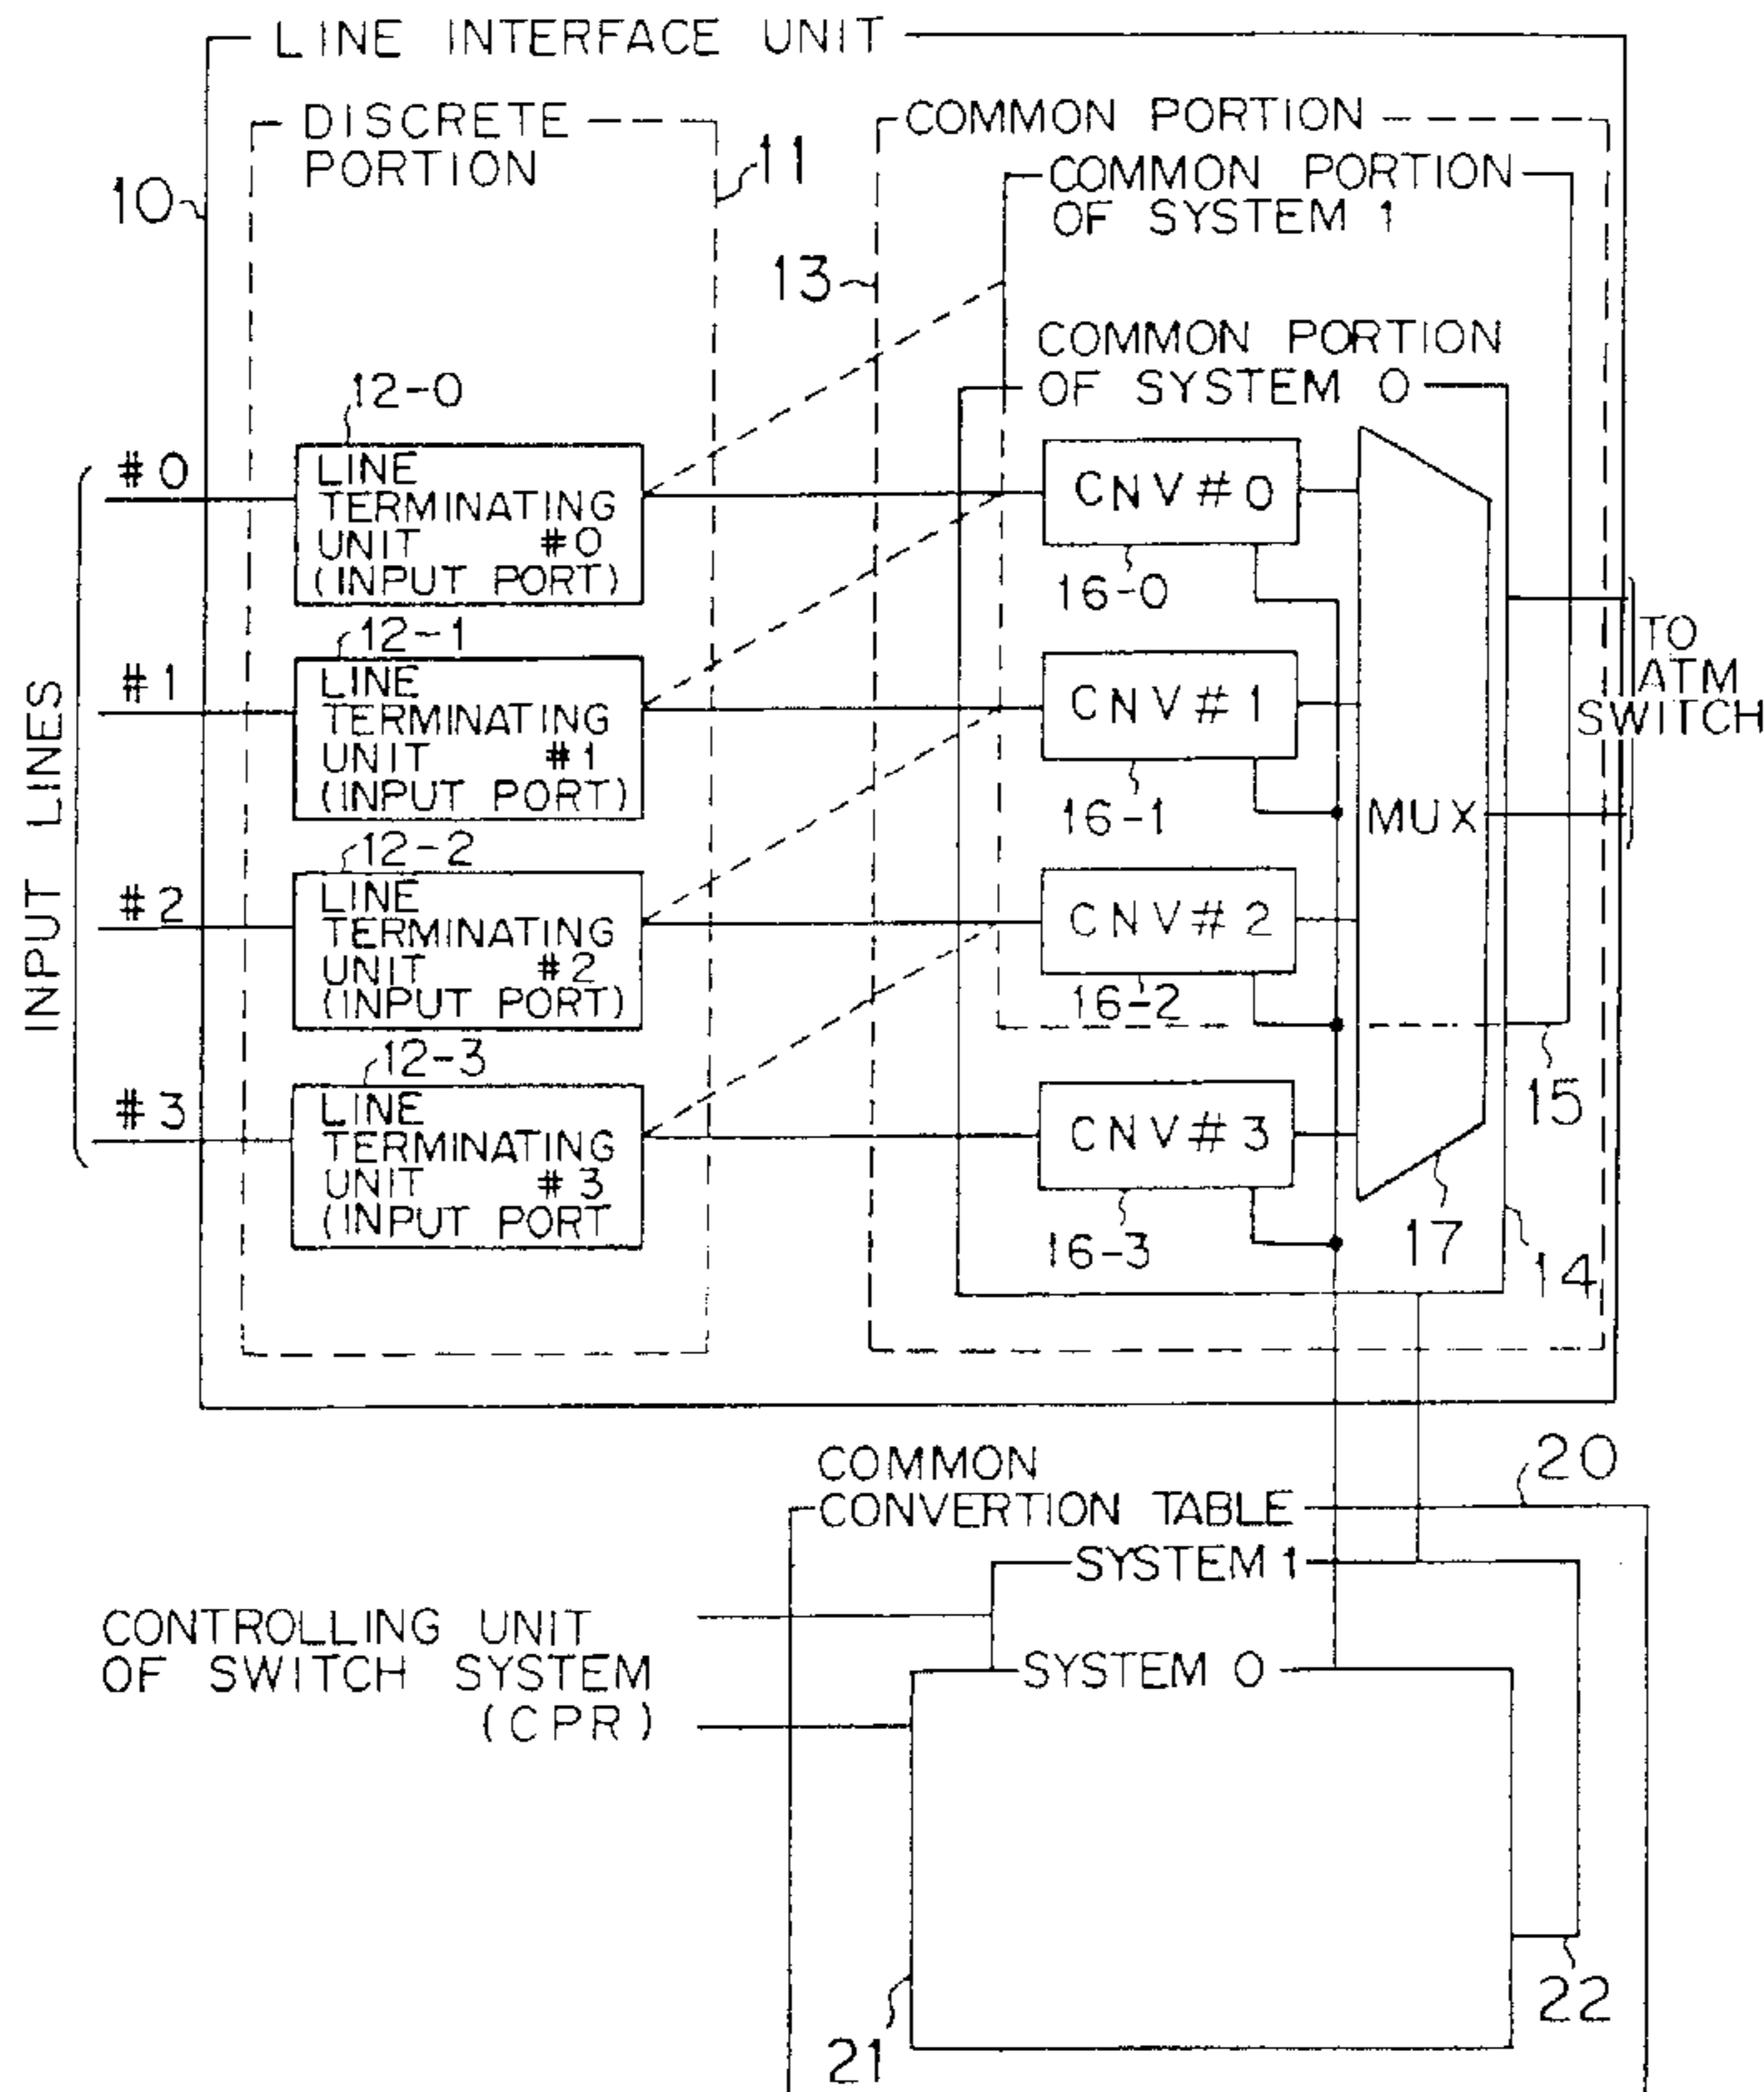 LINE INTERFACE UNIT
DISCRETE
PORTION
11
10
COMMON PORTION
COMMON PORTION
OF SYSTEM 1
13
COMMON PORTION
OF SYSTEM 0
INPUT LINES
#0
12-0
LINE
TERMINATING
UNIT #0
(INPUT PORT)
CNV#0
16-0
#1
12-1
LINE
TERMINATING
UNIT #1
(INPUT PORT)
CNV#1
16-1
MUX
TO
ATM
SWITCH
#2
12-2
LINE
TERMINATING
UNIT #2
(INPUT PORT)
CNV#2
16-2
15
#3
12-3
LINE
TERMINATING
UNIT #3
(INPUT PORT
CNV#3
16-3
17
14
COMMON
CONVERTION TABLE
20
SYSTEM 1
SYSTEM 0
CONTROLLING UNIT
OF SWITCH SYSTEM
(CPR)
22
21